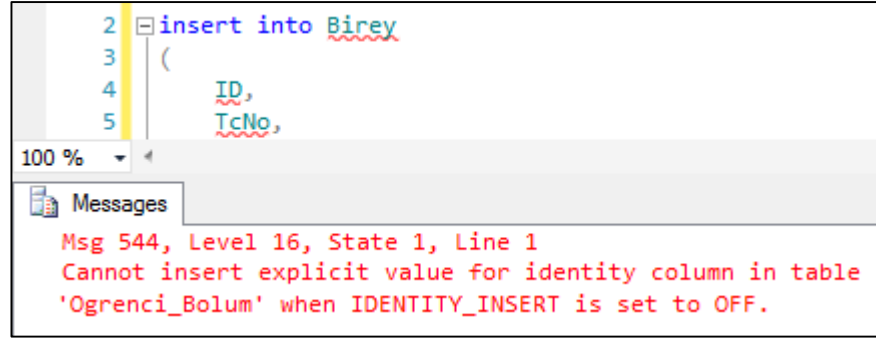 2 insert into Birey
3 (
4 ID,
5 TcNo,
100 %
Messages
Msg 544, Level 16, State 1, Line 1
Cannot insert explicit value for identity column in table
'Ogrenci_Bolum' when IDENTITY_INSERT is set to OFF.